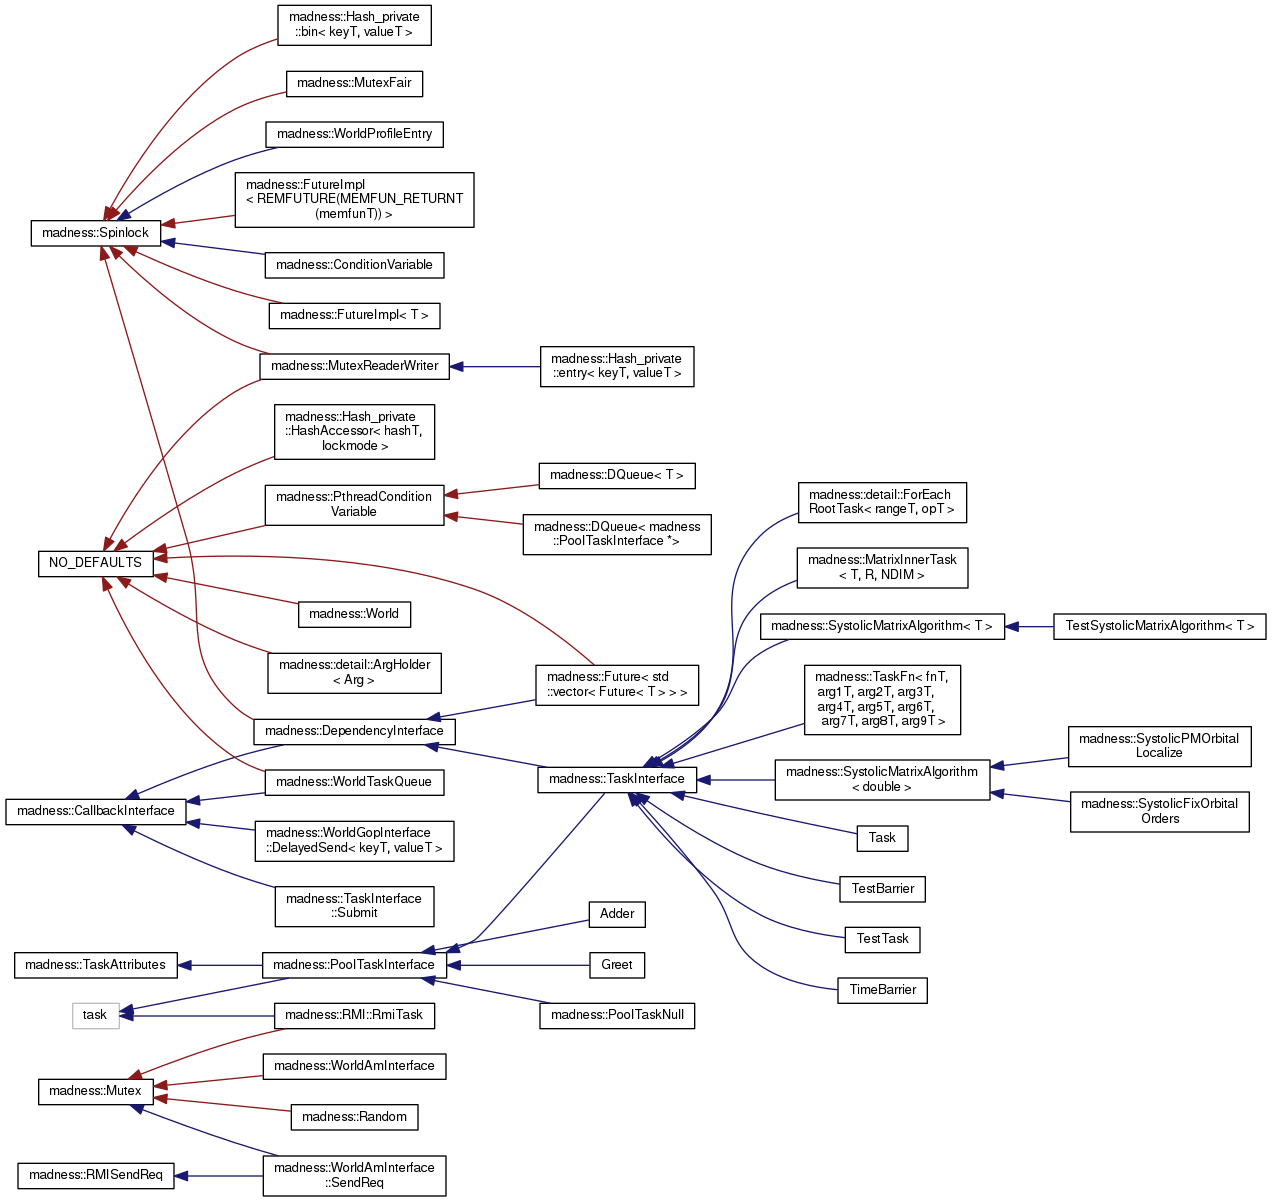 madness::Hash_private
::bin< keyT, valueT >
madness::MutexFair
madness::WorldProfileEntry
madness::FutureImpl
< REMFUTURE(MEMFUN_RETURNT
(memfunT)) >
madness::Spinlock
madness::ConditionVariable
madness::FutureImpl< T >
madness::MutexReaderWriter
madness::Hash_private
::entry< keyT, valueT >
madness::Hash_private
::HashAccessor< hashT,
lockmode >
madness::PthreadCondition
Variable
madness::DQueue< T >
madness::DQueue< madness
::PoolTaskInterface *>
NO_DEFAULTS
madness::World
madness::detail::ArgHolder
< Arg >
madness::Future< std
::vector< Future< T > > >
madness::DependencyInterface
madness::WorldTaskQueue
madness::CallbackInterface
madness::WorldGopInterface
::DelayedSend< keyT, valueT >
madness::TaskInterface
::Submit
madness::TaskInterface
madness::detail::ForEach
RootTask< rangeT, opT >
madness::MatrixInnerTask
< T, R, NDIM >
madness::SystolicMatrixAlgorithm< T >
TestSystolicMatrixAlgorithm< T >
madness::TaskFn< fnT,
arg1T, arg2T, arg3T,
arg4T, arg5T, arg6T,
arg7T, arg8T, arg9T >
madness::SystolicMatrixAlgorithm
< double >
madness::SystolicPMOrbital
Localize
madness::SystolicFixOrbital
Orders
Task
TestBarrier
TestTask
TimeBarrier
Adder
madness::TaskAttributes
madness::PoolTaskInterface
Greet
task
madness::RMI::RmiTask
madness::PoolTaskNull
madness::Mutex
madness::WorldAmInterface
madness::Random
madness::RMISendReq
madness::WorldAmInterface
::SendReq